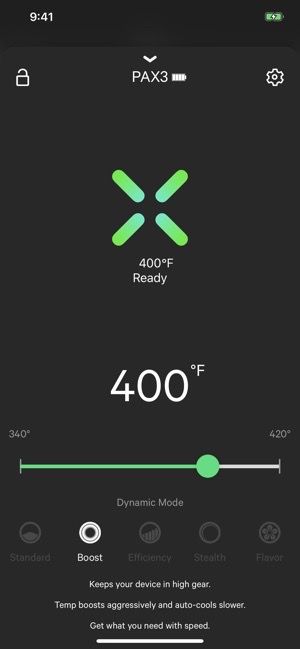 9:41
PAX3
400°F
Ready
400°F
340° 420°
Dynamic Mode
Standard Boost Efficiency Stealth Flavor
Keeps your device in high gear.
Temp boosts aggressively and auto-cools slower.
Get what you need with speed.